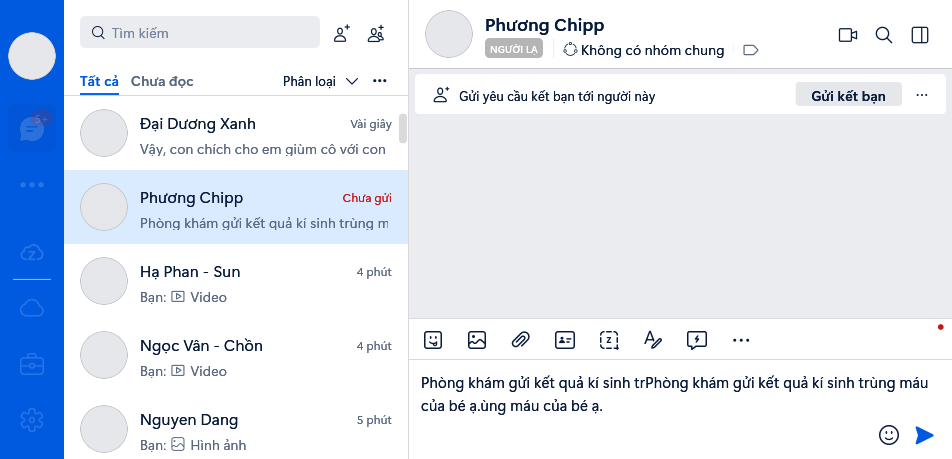 Tìm kiếm
Tất cả Chưa đọc Phân loại
5+
Đại Dương Xanh Vài giây
Vậy, con chích cho em giùm cô với con
Phương Chipp Chưa gửi
Phòng khám gửi kết quả kí sinh trùng m
Hạ Phan - Sun 4 phút
Bạn: Video
Ngọc Vân - Chồn 4 phút
Bạn: Video
Nguyen Dang 5 phút
Bạn: Hình ảnh
Phương Chipp
NGƯỜI LẠ Không có nhóm chung
Gửi yêu cầu kết bạn tới người này Gửi kết bạn
Phòng khám gửi kết quả kí sinh trPhòng khám gửi kết quả kí sinh trùng máu
của bé ạ.ùng máu của bé ạ.